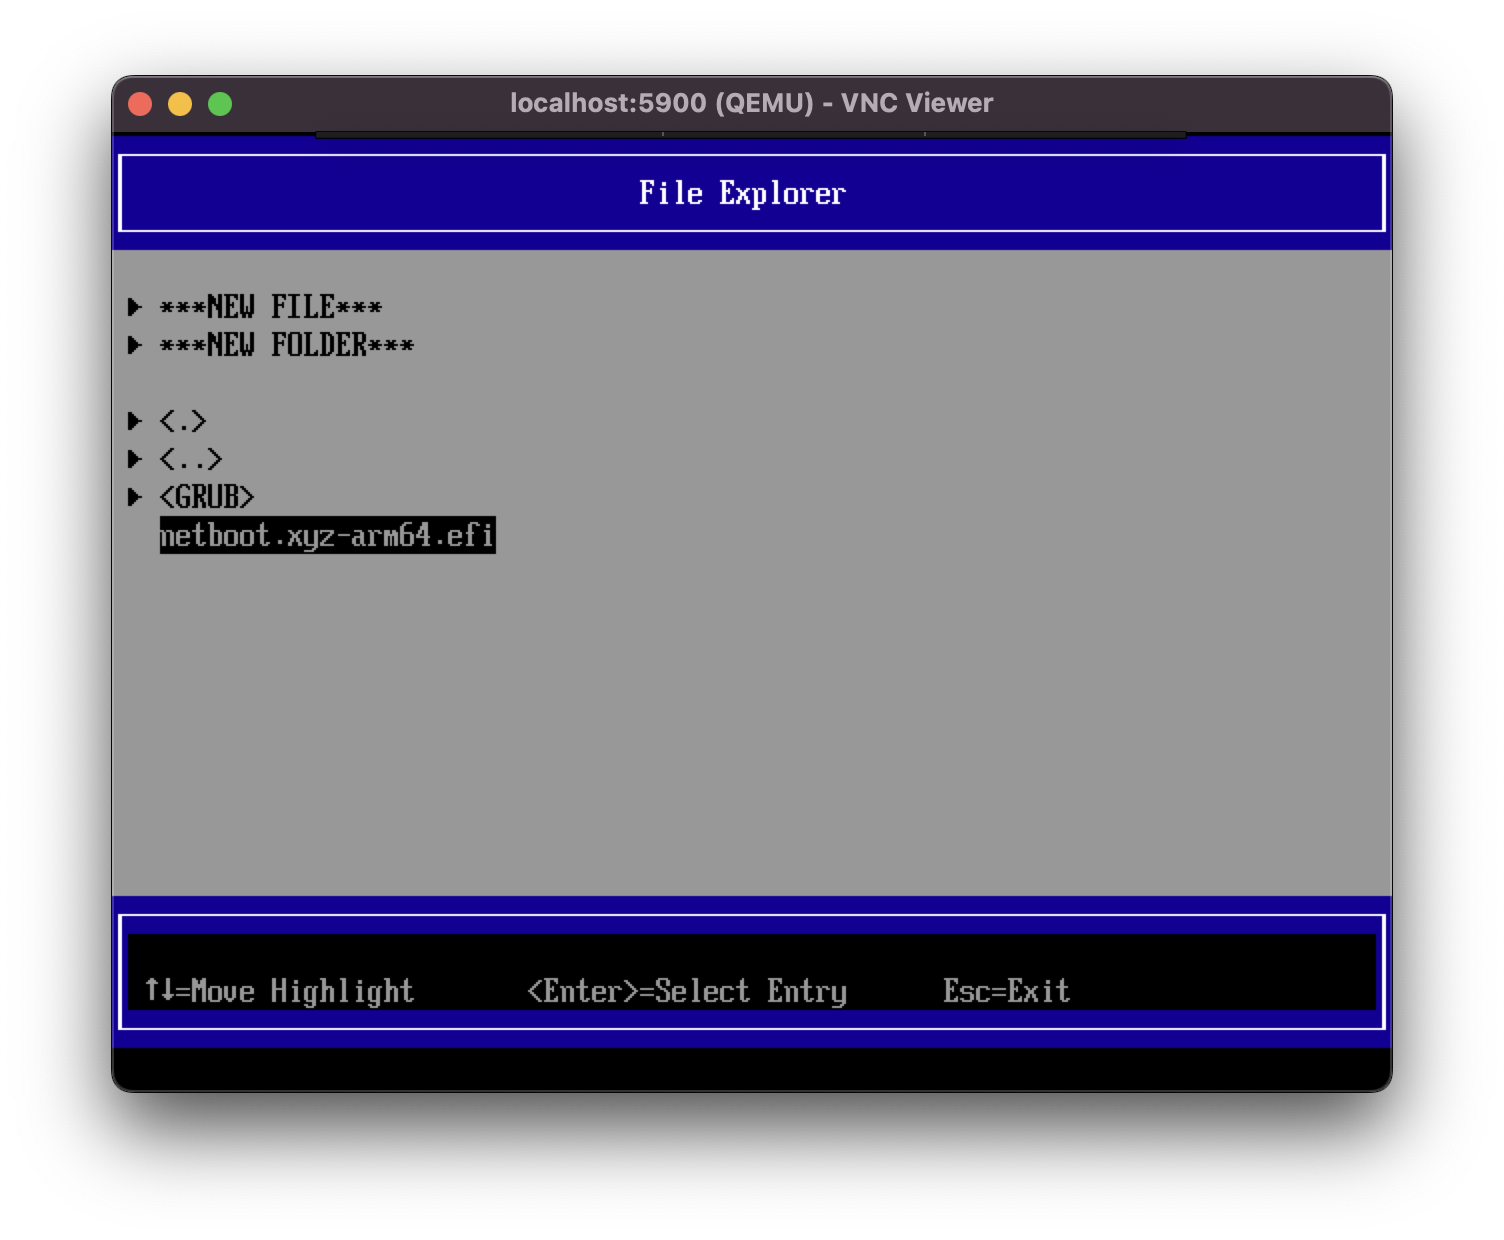 localhost:5900 (QEMU) - VNC Viewer
File Explorer
***NEW FILE***
***NEW FOLDER***
<.>
<..>
<GRUB>
netboot.xyz-arm64.efi
↑↓=Move Highlight <Enter>=Select Entry Esc=Exit